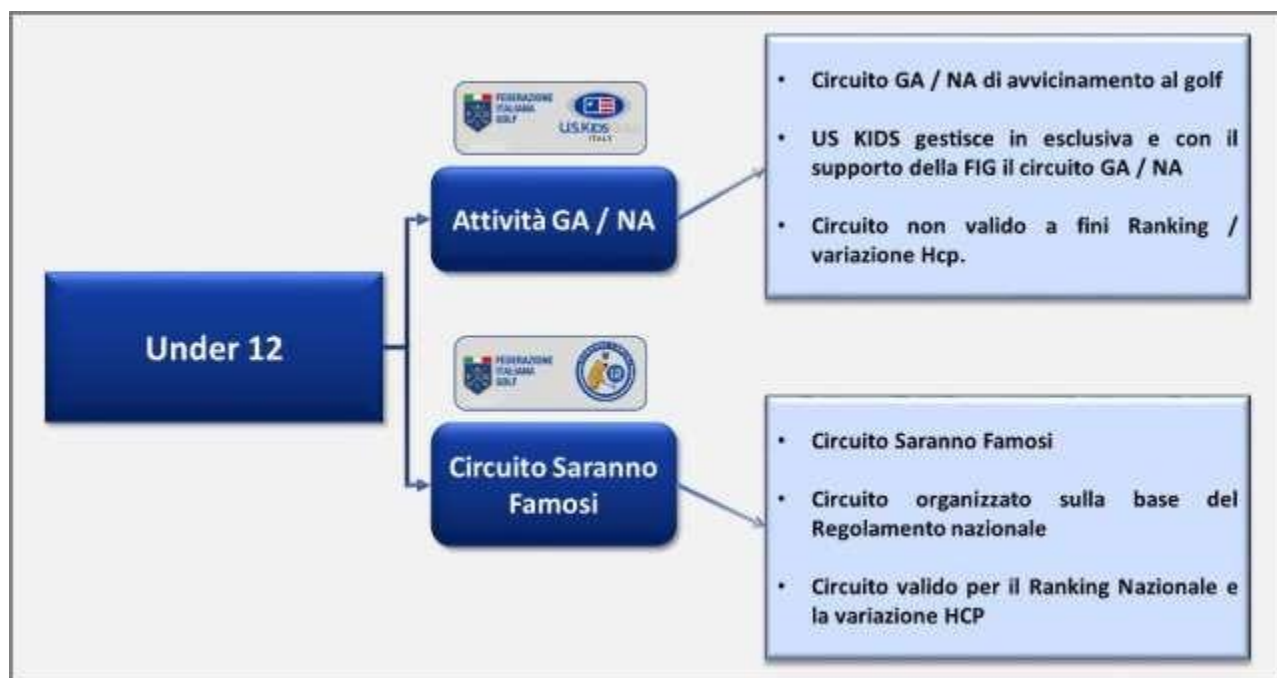 FEDERAZIONE
ITALIANA
GOLF
U.S.KIDS
ITALY
Attività GA / NA
• Circuito GA / NA di avvicinamento al golf
• US KIDS gestisce in esclusiva e con il
supporto della FIG il circuito GA / NA
• Circuito non valido a fini Ranking /
variazione Hcp.
Under 12
FEDERAZIONE
ITALIANA
GOLF
Circuito Saranno
Famosi
• Circuito Saranno Famosi
• Circuito organizzato sulla base del
Regolamento nazionale
• Circuito valido per il Ranking Nazionale e
la variazione HCP